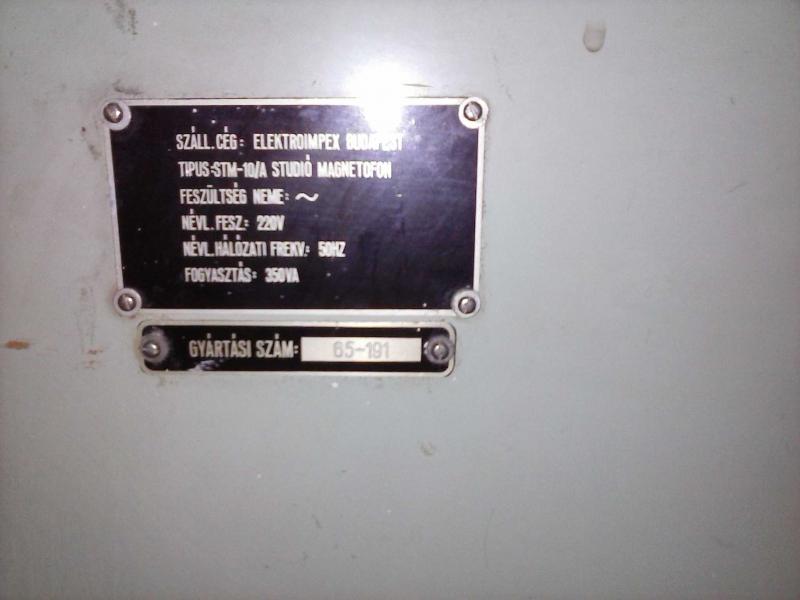 SZÁLL. CÉG: ELEKTROIMPEX BUDAPEST
TIPUS: STM-10/A STUDIÓ MAGNETOFON
FESZÜLTSÉG NEME: ~
NÉVL. FESZ.: 220V
NÉVL. HÁLÓZATI FREKV.: 50HZ
FOGYASZTÁS: 350VA
GYÁRTÁSI SZÁM: 65-191